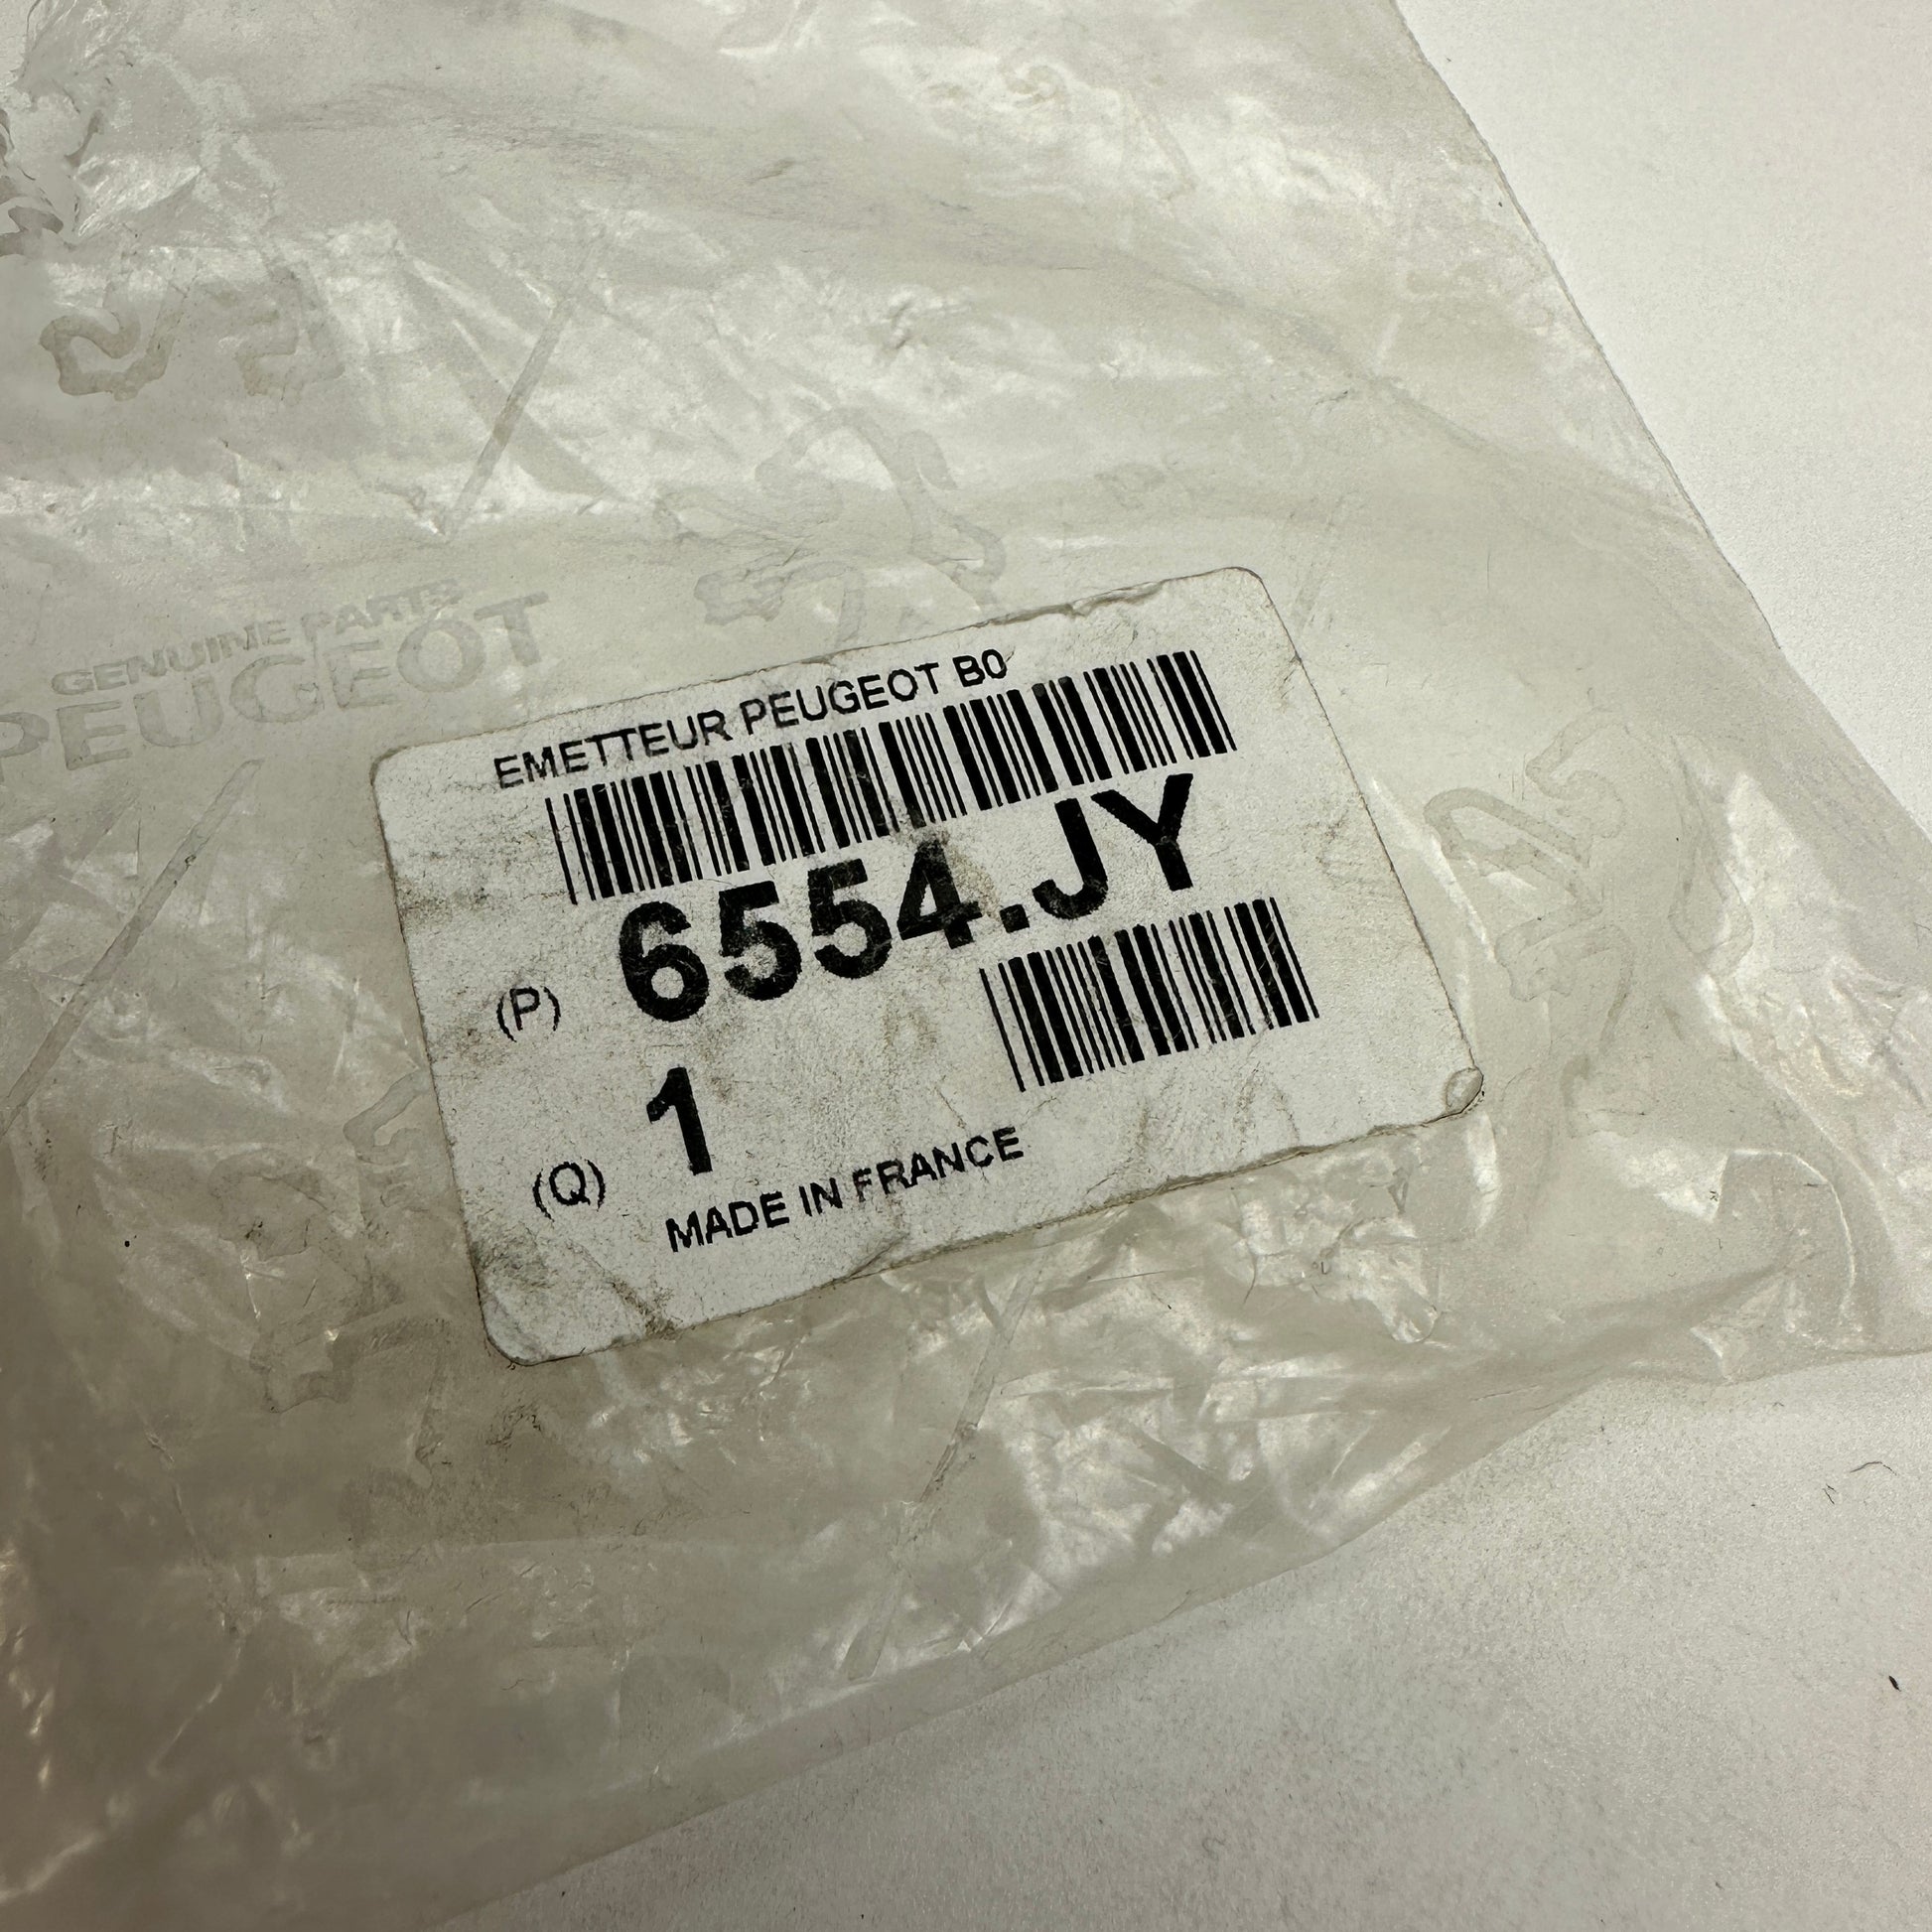 GENUINE PARTS
PEUGEOT
EMETTEUR PEUGEOT B0
(P) 6554.JY
(Q) 1
MADE IN FRANCE